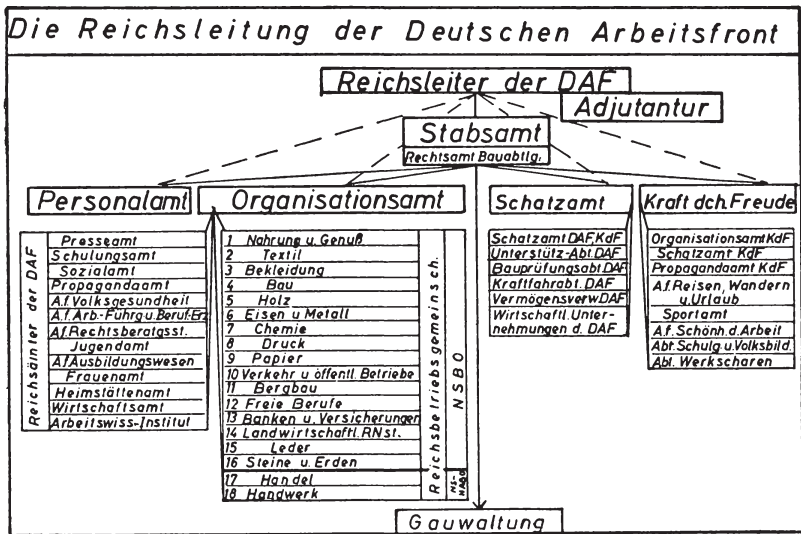 Die Reichsleitung der Deutschen Arbeitsfront
Reichsleiter der DAF
Adjutantur
Stabsamt
Rechtsamt Bauabtlg.
Personalamt
Organisationsamt
Schatzamt
Kraft dch. Freude
Reichsämter der DAF
Presseamt
Schulungsamt
Sozialamt
Propagandaamt
A.f.Volksgesundheit
A.f.Arb.-Führg u. Beruf-Erz
A.f.Rechtsberatgsst.
Jugendamt
A.f.Ausbildungswesen
Frauenamt
Heimstättenamt
Wirtschaftsamt
Arbeitswiss-Institut
1 Nahrung u. Genuß
2 Textil
3 Bekleidung
4 Bau
5 Holz
6 Eisen u Metall
7 Chemie
8 Druck
9 Papier
10 Verkehr u öffentl. Betriebe
11 Bergbau
12 Freie Berufe
13 Banken u. Versicherungen
14 Landwirtschaftl. RNst.
15 Leder
16 Steine u. Erden
17 Handel
18 Handwerk
Reichsbetriebsgemeinsch.
NSBO
NS-
HAGO
Schatzamt DAF, KdF
Unterstütz-Abt. DAF
Bauprüfungsabt. DAF
Kraftfahrabt. DAF
Vermögensverw. DAF
Wirtschaftl. Unter-
nehmungen d. DAF
Organisationsamt KdF
Schatzamt KdF
Propagandaamt KdF
A.f.Reisen, Wandern
u. Urlaub
Sportamt
A.f. Schönh. d. Arbeit
Abt. Schulg. u. Volksbild.
Abt. Werkscharen
Gauwaltung